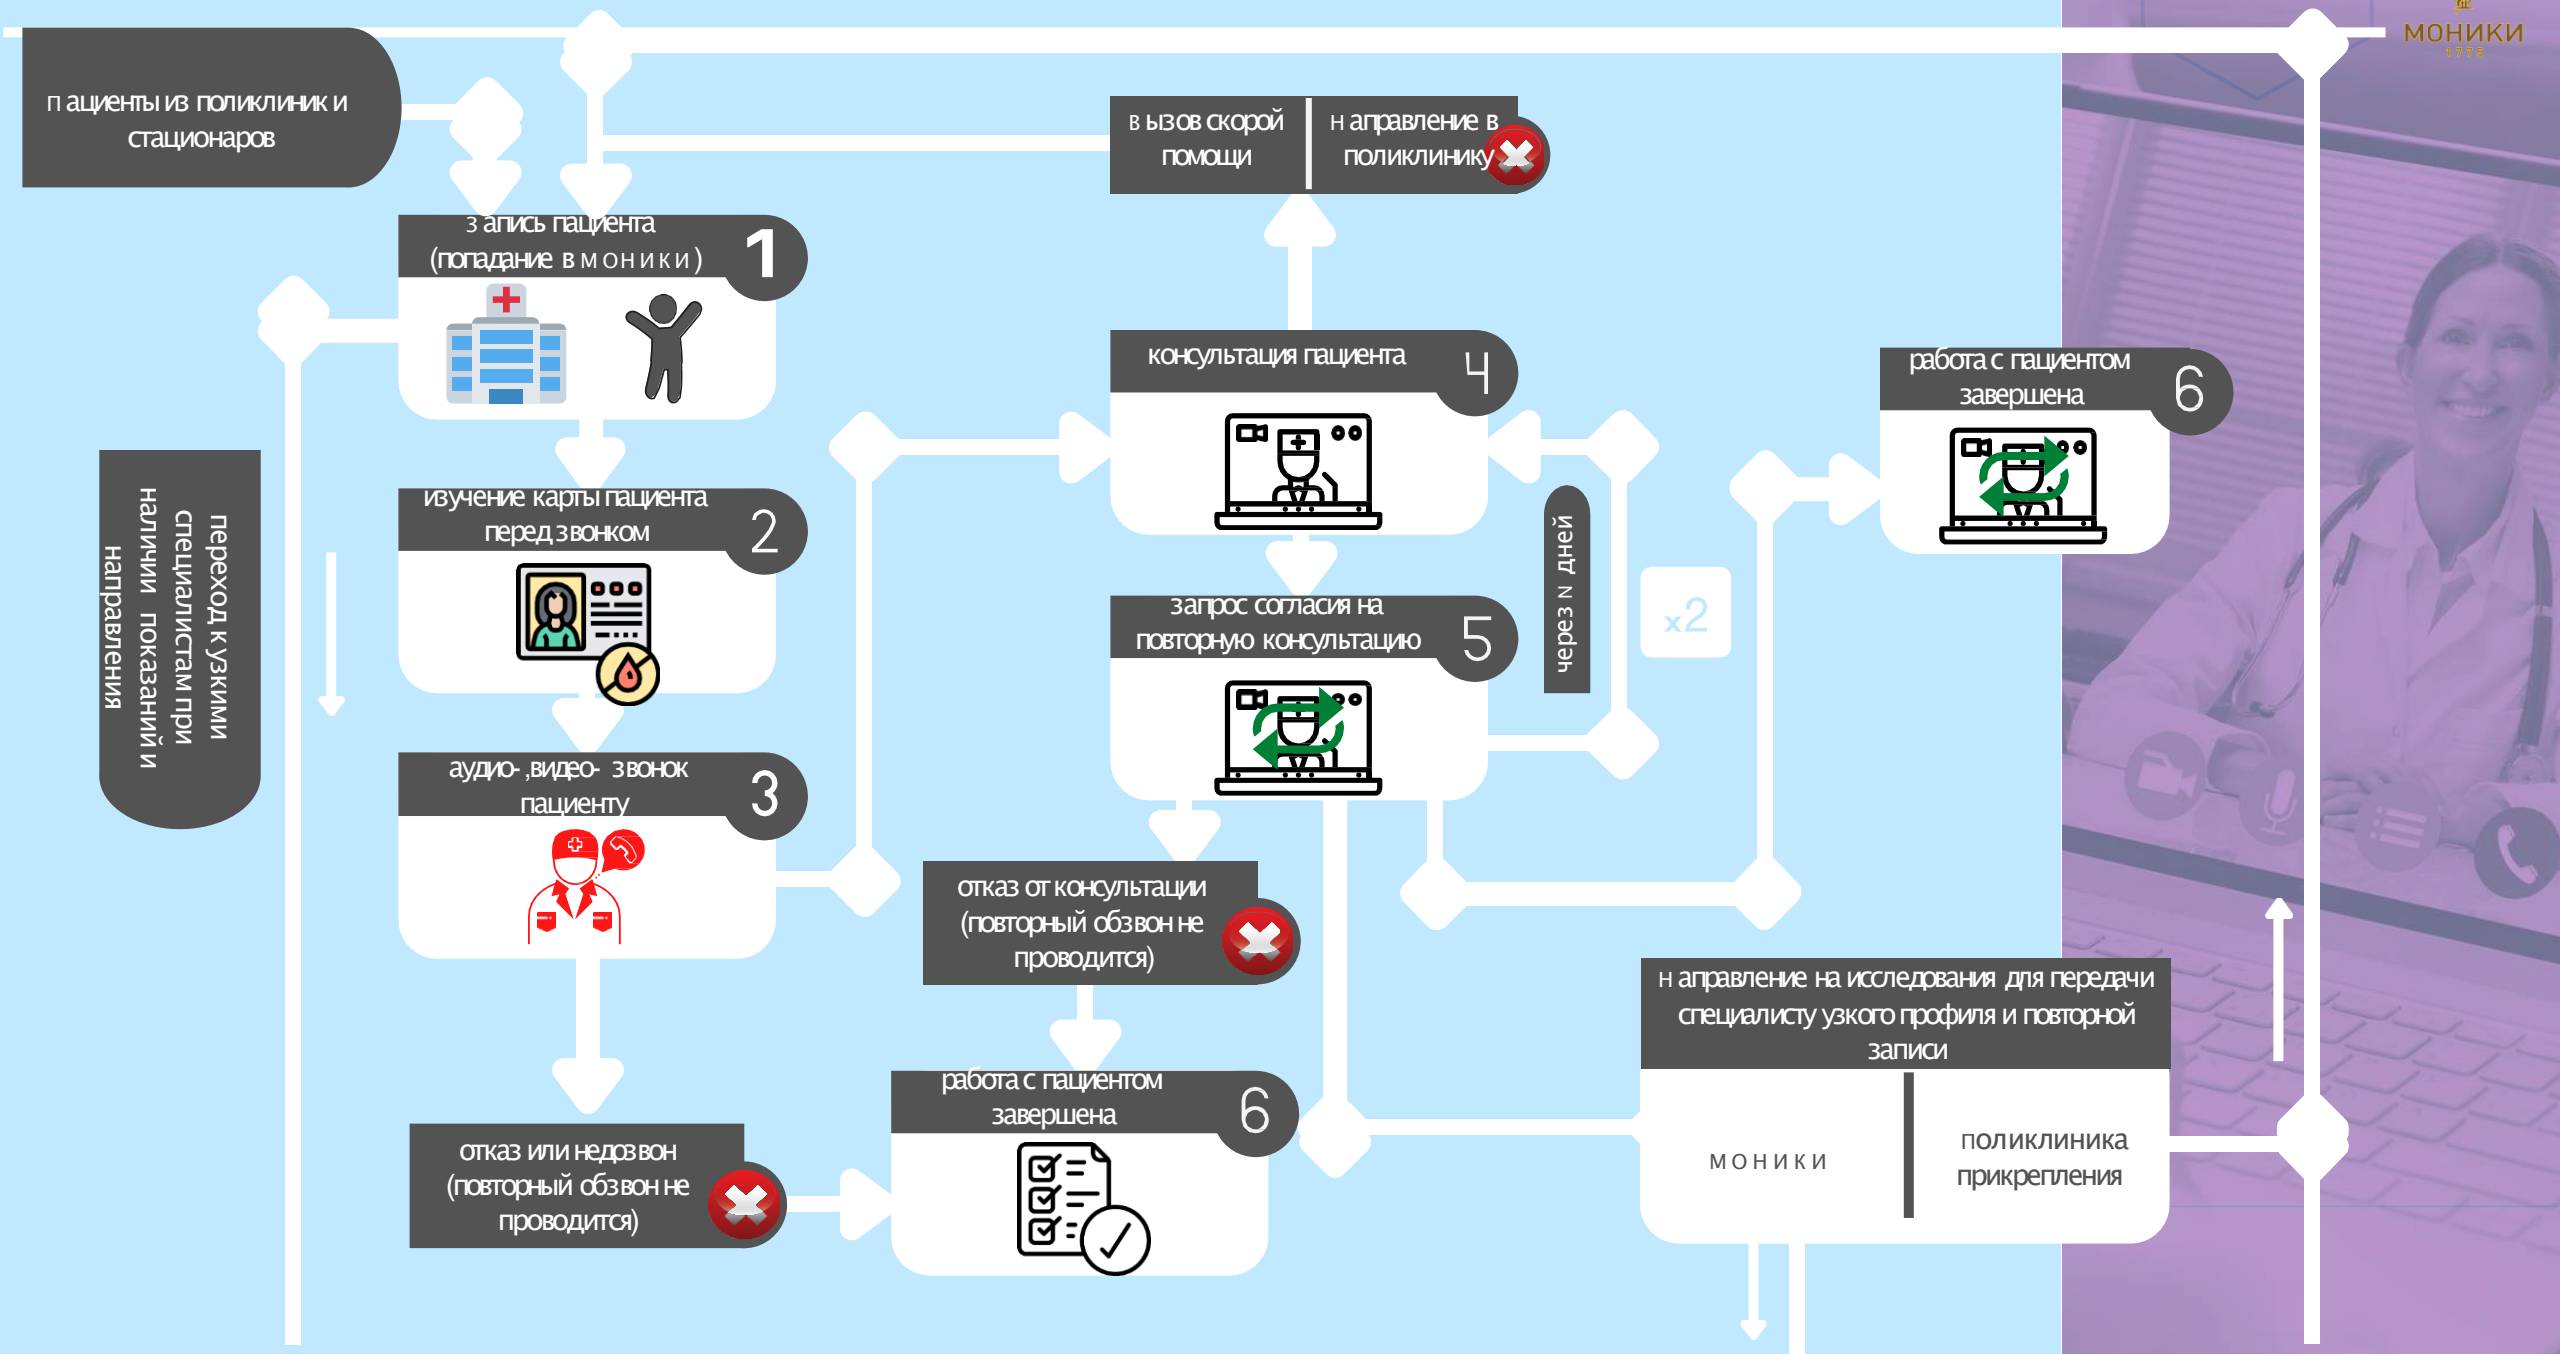 МОНИКИ
1775
пациенты из поликлиник и
стационаров
вызов скорой
помощи
направление в
поликлинику
запись пациента
(попадание в моники)
1
консультация пациента
4
работа с пациентом
завершена
6
переход к узкими
специалистам при
наличии показаний и
направления
изучение карты пациента
перед звонком
2
через N дней
x2
запрос согласия на
повторную консультацию
5
аудио- ,видео- звонок
пациенту
3
отказ от консультации
(повторный обзвон не
проводится)
направление на исследования для передачи
специалисту узкого профиля и повторной
записи
моники
поликлиника
прикрепления
работа с пациентом
завершена
6
отказ или недозвон
(повторный обзвон не
проводится)